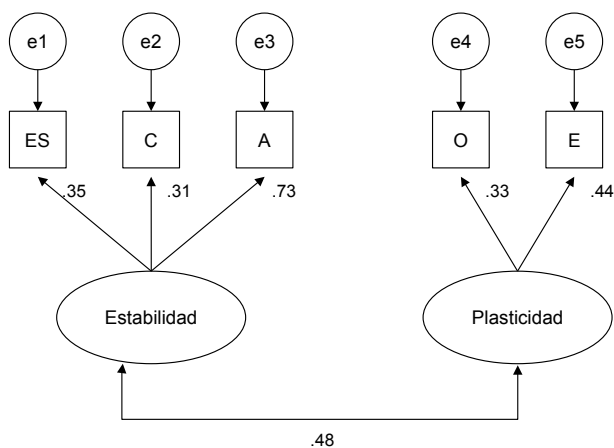 e1 e2 e3 e4 e5
ES C A O E
.35 .31 .73 .33 .44
Estabilidad Plasticidad
.48